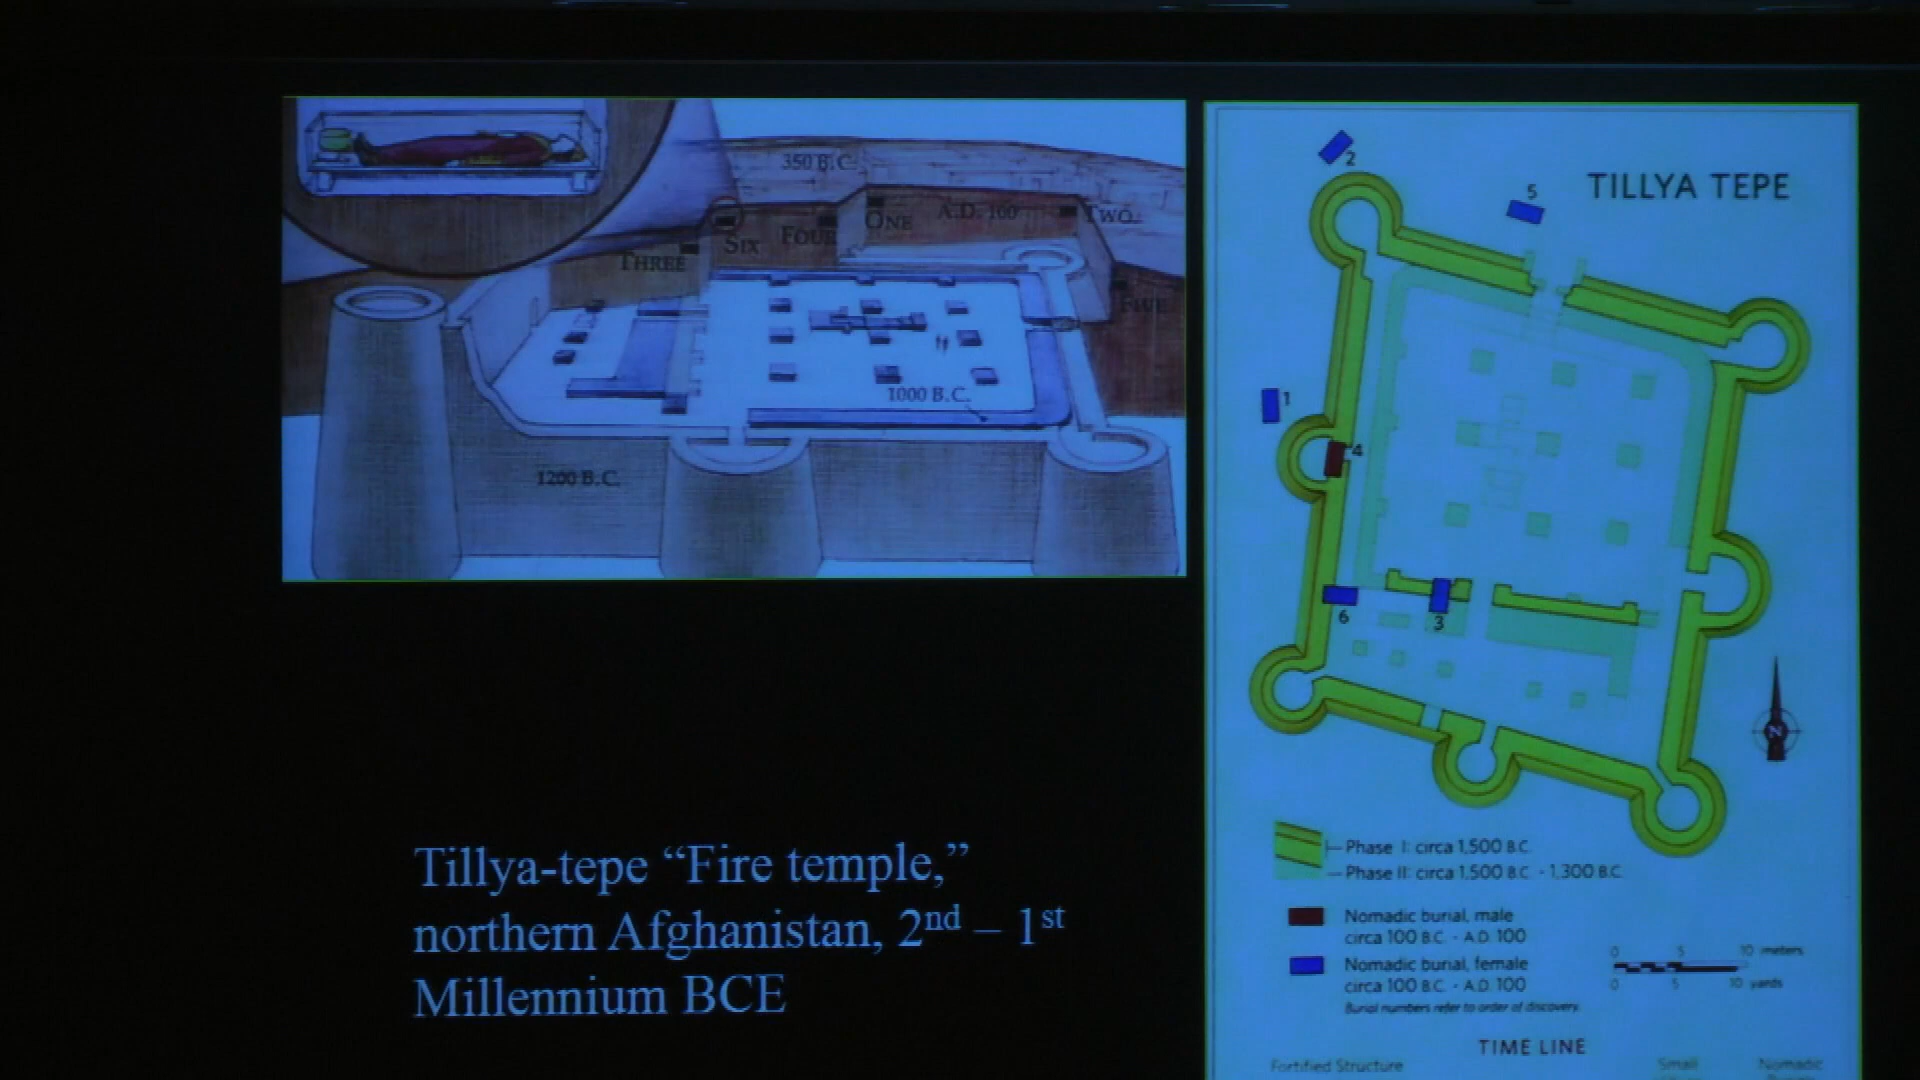 350 B.C.
THREE
SIX
FOUR
ONE
A.D. 100
TWO
FIVE
1000 B.C.
1200 B.C.
Tillya-tepe “Fire temple,”
northern Afghanistan, 2nd – 1st
Millennium BCE
TILLYA TEPE
2
5
1
4
6
3
N
Phase I: circa 1,500 B.C.
Phase II: circa 1,500 B.C. - 1,300 B.C.
Nomadic burial, male
circa 100 B.C. - A.D. 100
Nomadic burial, female
circa 100 B.C. - A.D. 100
Burial numbers refer to order of discovery.
0 5 10 meters
0 5 10 yards
TIME LINE
Fortified Structure Small Nomadic